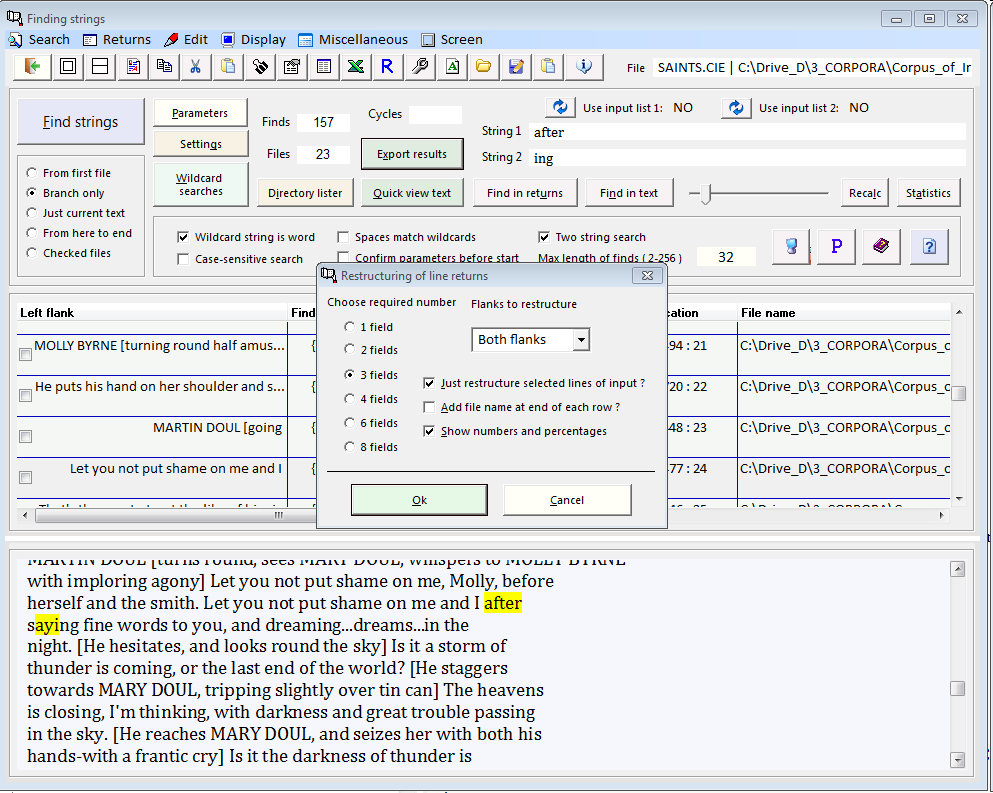 Finding strings
Search Returns Edit Display Miscellaneous Screen
File SAINTS.CIE | C:\Drive_D\3_CORPORA\Corpus_of_Ir
Find strings
Parameters
Settings
Wildcard
searches
Finds 157
Files 23
Cycles
Export results
Directory lister
Quick view text
Use input list 1: NO
Use input list 2: NO
String 1 after
String 2 ing
Find in returns
Find in text
Recalc
Statistics
From first file
Branch only
Just current text
From here to end
Checked files
Wildcard string is word
Case-sensitive search
Spaces match wildcards
Confirm parameters before start
Two string search
Max length of finds ( 2-256 ) 32
P
Left flank Find cation File name
MOLLY BYRNE [turning round half amus... { 94 : 21 C:\Drive_D\3_CORPORA\Corpus_o
He puts his hand on her shoulder and s... { 720 : 22 C:\Drive_D\3_CORPORA\Corpus_o
MARTIN DOUL [going { 48 : 23 C:\Drive_D\3_CORPORA\Corpus_o
Let you not put shame on me and I { 77 : 24 C:\Drive_D\3_CORPORA\Corpus_o
Restructuring of line returns
Choose required number
1 field
2 fields
3 fields
4 fields
6 fields
8 fields
Flanks to restructure
Both flanks
Just restructure selected lines of input ?
Add file name at end of each row ?
Show numbers and percentages
Ok
Cancel
MARTIN DOUL [turns round, sees MARY DOUL, whispers to MOLLY BYRNE
with imploring agony] Let you not put shame on me, Molly, before
herself and the smith. Let you not put shame on me and I after
saying fine words to you, and dreaming...dreams...in the
night. [He hesitates, and looks round the sky] Is it a storm of
thunder is coming, or the last end of the world? [He staggers
towards MARY DOUL, tripping slightly over tin can] The heavens
is closing, I'm thinking, with darkness and great trouble passing
in the sky. [He reaches MARY DOUL, and seizes her with both his
hands-with a frantic cry] Is it the darkness of thunder is